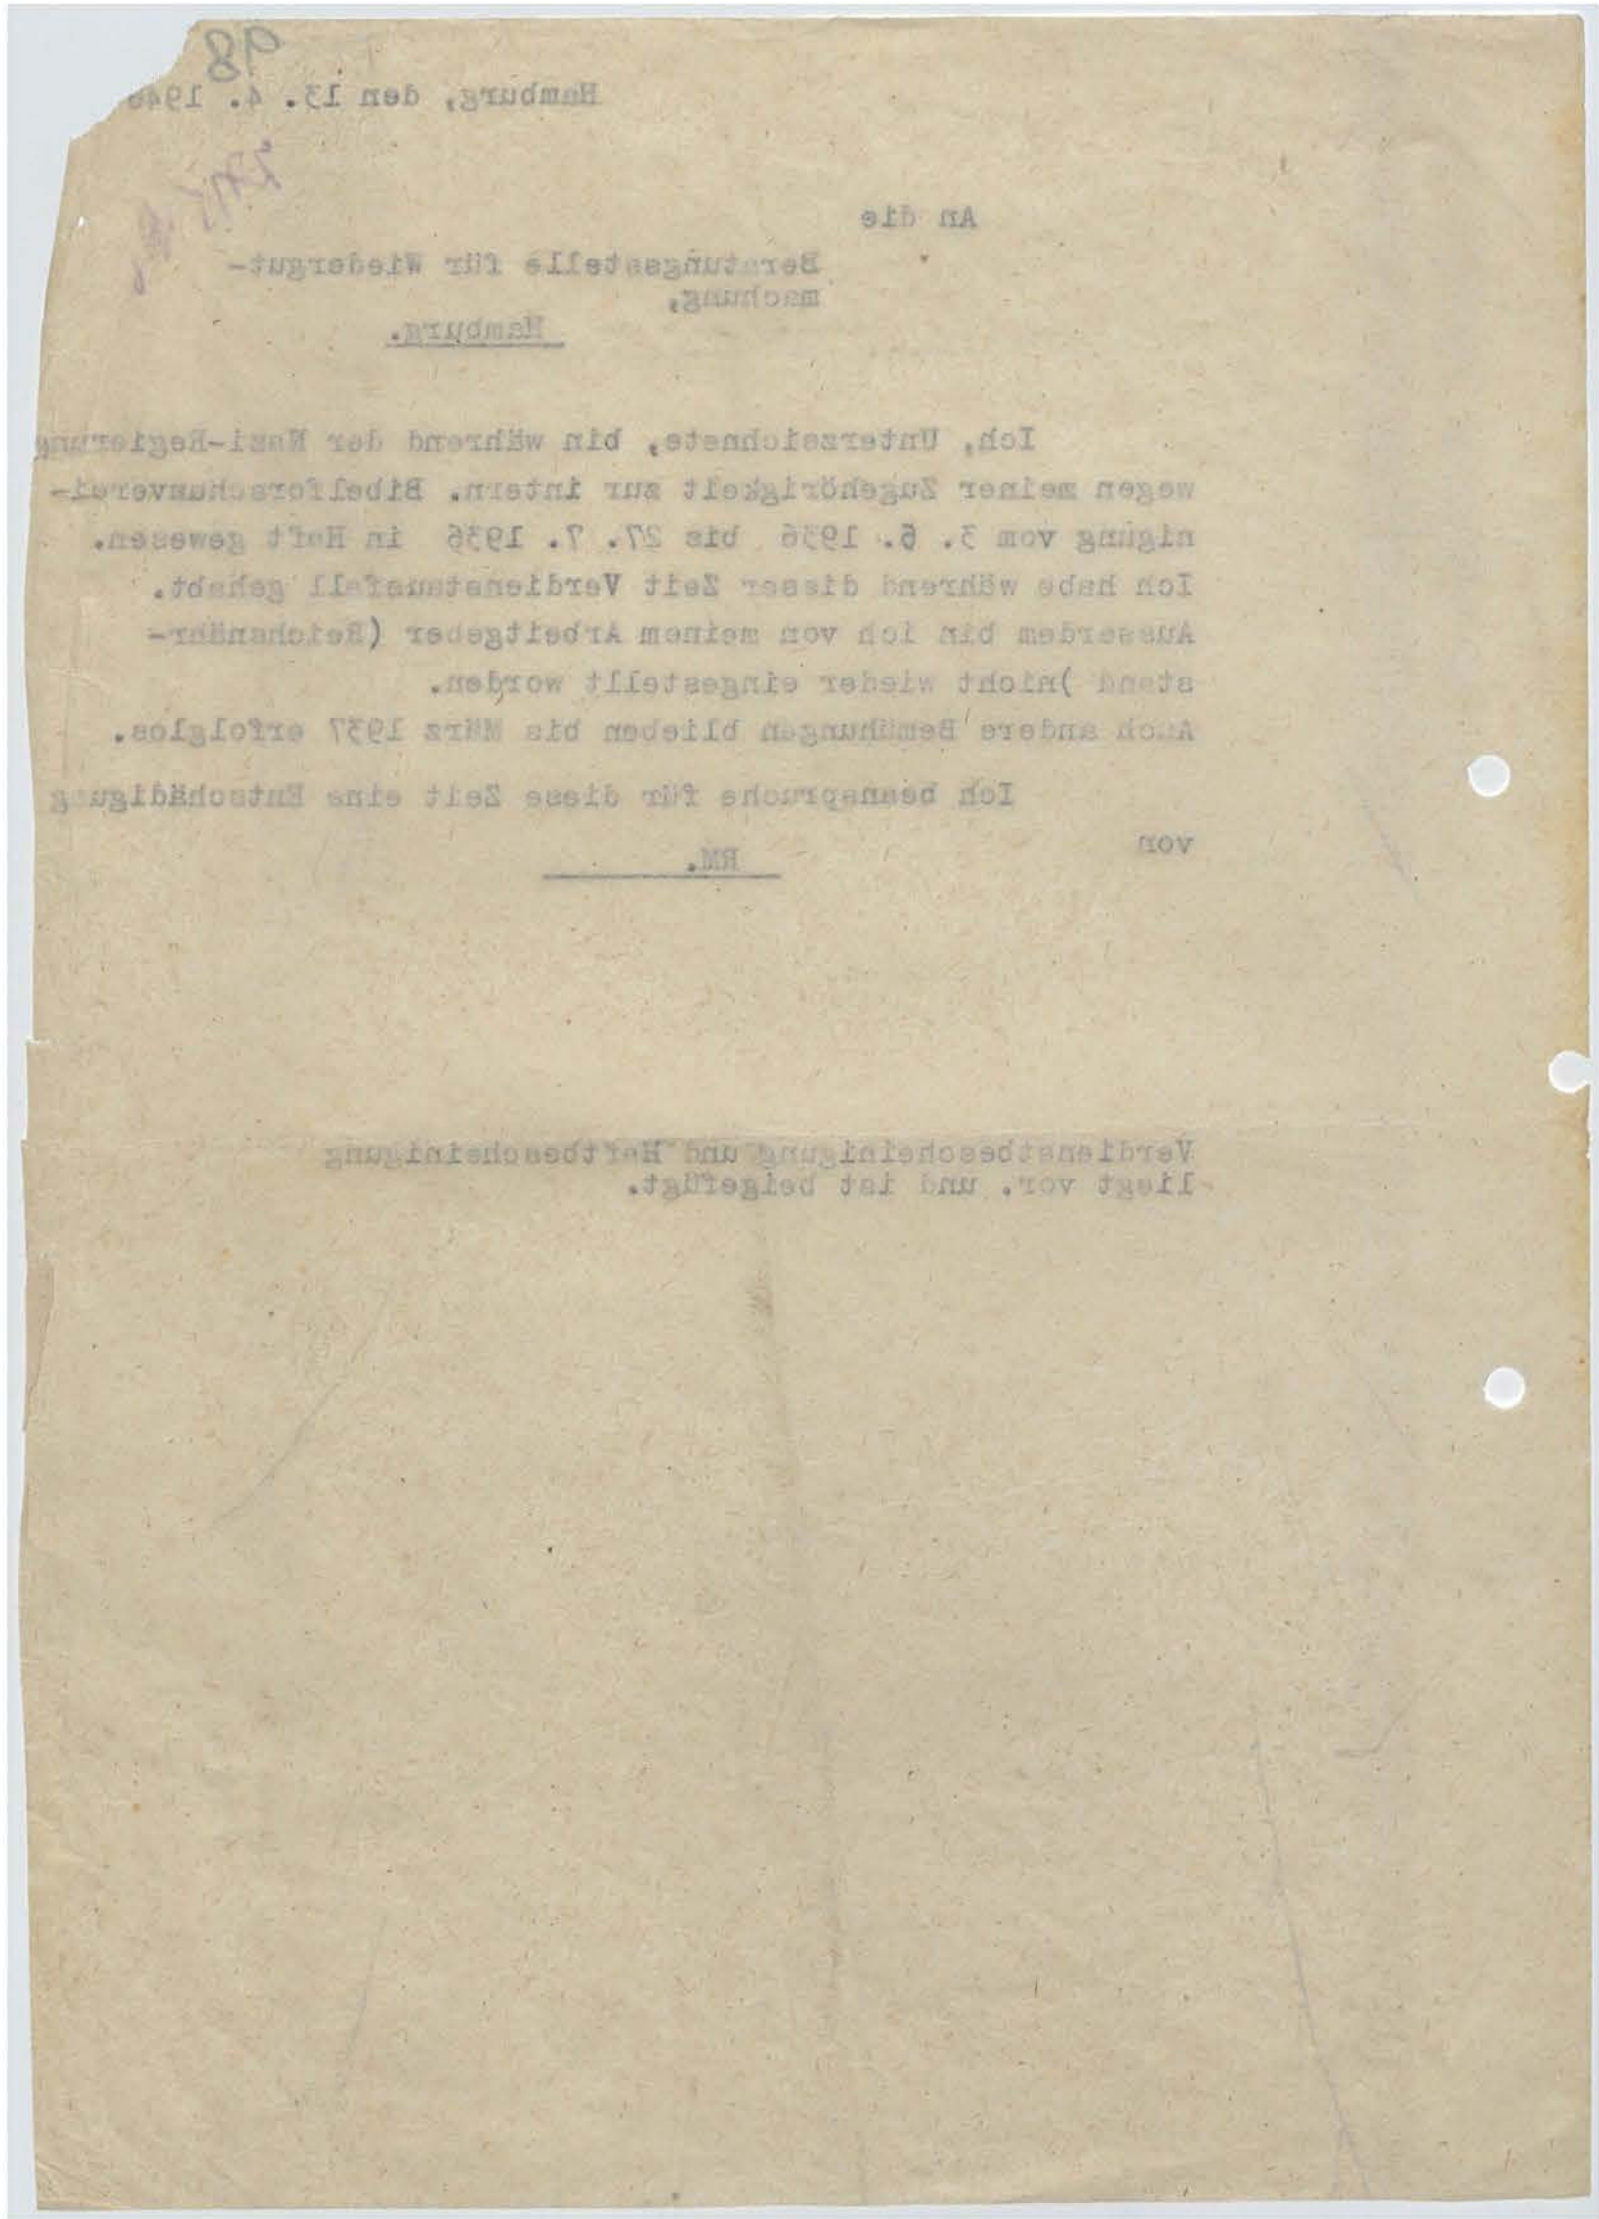 98
Hamburg, den 13. 4. 194
An die
Beratungsstelle für Wiedergut-
machung,
Hamburg.
Ich, Unterzeichnete, bin während der Nazi-Regierung
wegen meiner Zugehörigkeit zur intern. Bibelforschunverei-
nigung vom 3. 6. 1936 bis 27. 7. 1936 in Haft gewesen.
Ich habe während dieser Zeit Verdienstausfall gehabt.
Ausserdem bin ich von meinem Arbeitgeber (Reichsnähr-
stand )nicht wieder eingestellt worden.
Auch andere Bemühungen blieben bis März 1937 erfolglos.
Ich beanspruche für diese Zeit eine Entschädigung
von
RM.
Verdienstbescheinigung und Haftbescheinigung
liegt vor. und ist beigefügt.